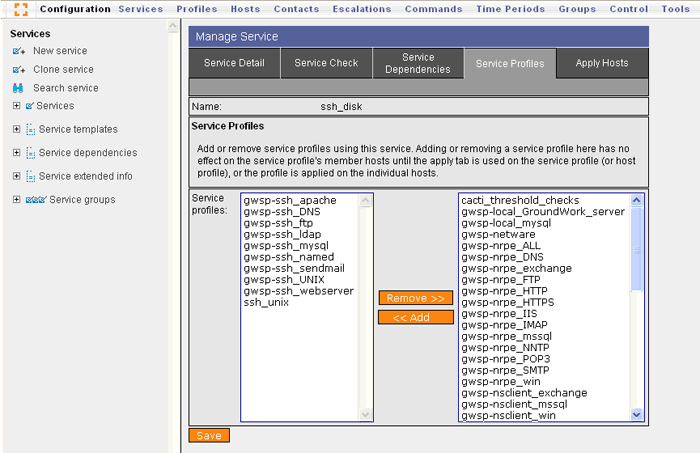 Configuration Services Profiles Hosts Contacts Escalations Commands Time Periods Groups Control Tools
Services
New service
Clone service
Search service
Services
Service templates
Service dependencies
Service extended info
Service groups
Manage Service
Service Detail
Service Check
Service
Dependencies
Service Profiles
Apply Hosts
Name: ssh_disk
Service Profiles
Add or remove service profiles using this service. Adding or removing a service profile here has no
effect on the service profile's member hosts until the apply tab is used on the service profile (or host
profile), or the profile is applied on the individual hosts.
Service
profiles:
gwsp-ssh_apache
gwsp-ssh_DNS
gwsp-ssh_ftp
gwsp-ssh_ldap
gwsp-ssh_mysql
gwsp-ssh_named
gwsp-ssh_sendmail
gwsp-ssh_UNIX
gwsp-ssh_webserver
ssh_unix
Remove >>
<< Add
cacti_threshold_checks
gwsp-local_GroundWork_server
gwsp-local_mysql
gwsp-netware
gwsp-nrpe_ALL
gwsp-nrpe_DNS
gwsp-nrpe_exchange
gwsp-nrpe_FTP
gwsp-nrpe_HTTP
gwsp-nrpe_HTTPS
gwsp-nrpe_IIS
gwsp-nrpe_IMAP
gwsp-nrpe_mssql
gwsp-nrpe_NNTP
gwsp-nrpe_POP3
gwsp-nrpe_SMTP
gwsp-nrpe_win
gwsp-nsclient_exchange
gwsp-nsclient_mssql
gwsp-nsclient_win
Save